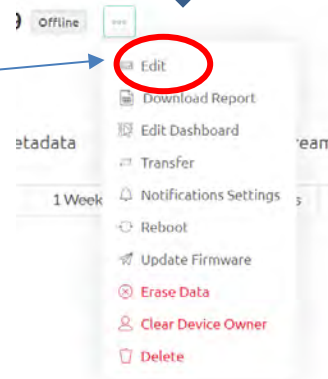 Offline
Edit
Download Report
etadata
Edit Dashboard
Transfer
1 Week
Notifications Settings
s
Reboot
Update Firmware
Erase Data
Clear Device Owner
Delete